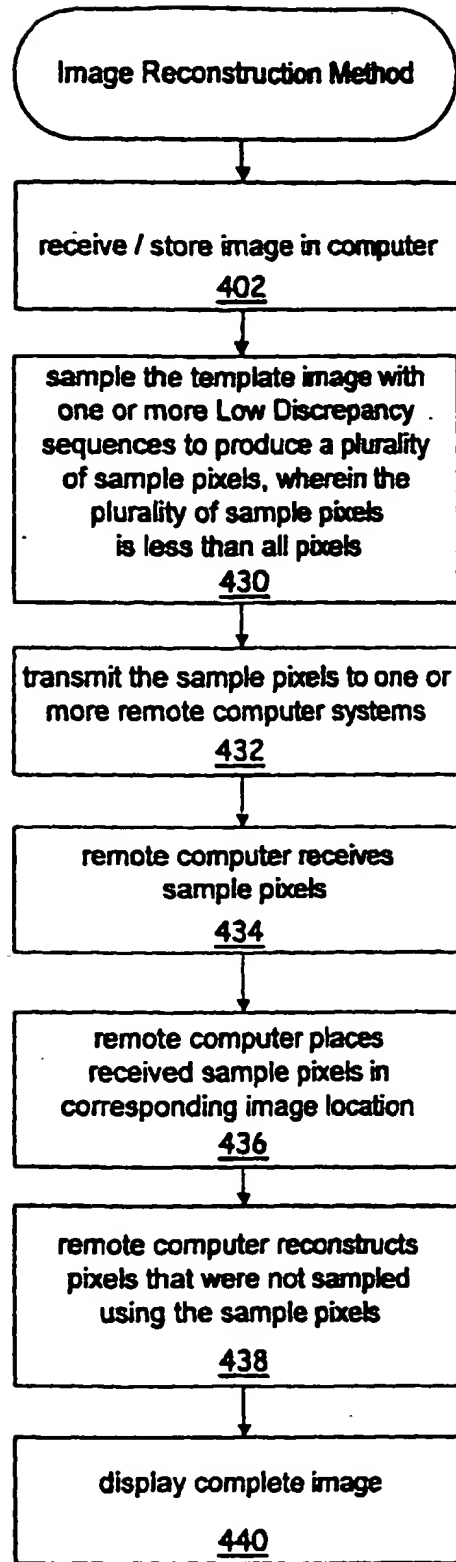 Image Reconstruction Method
receive / store image in computer
402
sample the template image with
one or more Low Discrepancy
sequences to produce a plurality
of sample pixels, wherein the
plurality of sample pixels
is less than all pixels
430
transmit the sample pixels to one or
more remote computer systems
432
remote computer receives
sample pixels
434
remote computer places
received sample pixels in
corresponding image location
436
remote computer reconstructs
pixels that were not sampled
using the sample pixels
438
display complete image
440